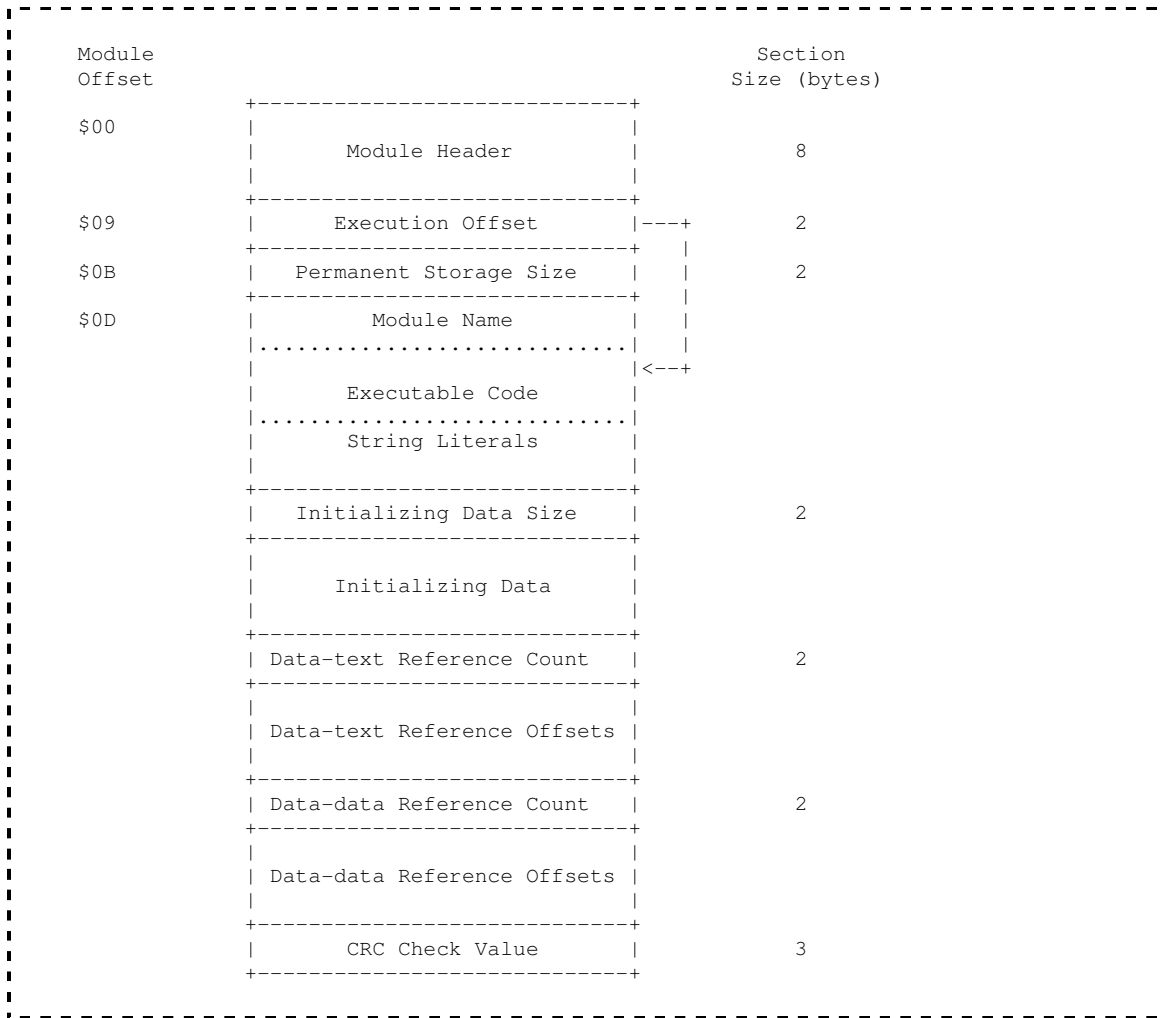 Module Section
Offset Size (bytes)
+-----------------------------+
$00 | |
| Module Header | 8
| |
+-----------------------------+
$09 | Execution Offset |---+ 2
+-----------------------------+ |
$0B | Permanent Storage Size | | 2
+-----------------------------+ |
$0D | Module Name | |
|.............................| |
| |<--+
| Executable Code |
|.............................|
| String Literals |
| |
+-----------------------------+
| Initializing Data Size | 2
+-----------------------------+
| |
| Initializing Data |
| |
+-----------------------------+
| Data-text Reference Count | 2
+-----------------------------+
| |
| Data-text Reference Offsets |
| |
+-----------------------------+
| Data-data Reference Count | 2
+-----------------------------+
| |
| Data-data Reference Offsets |
| |
+-----------------------------+
| CRC Check Value | 3
+-----------------------------+